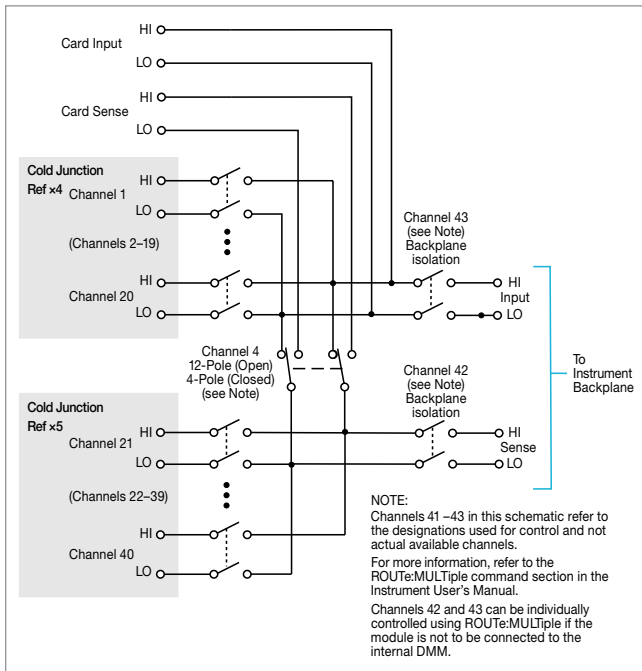 HI
Card Input
LO
HI
Card Sense
LO
Cold Junction
Ref ×4
HI
Channel 1
LO
(Channels 2–19)
HI
Channel 20
LO
Channel 43
(see Note)
Backplane
isolation
HI
Input
LO
Channel 4
12-Pole (Open)
4-Pole (Closed)
(see Note)
Channel 42
(see Note)
Backplane
isolation
To
Instrument
Backplane
Cold Junction
Ref ×5
HI
Channel 21
LO
(Channels 22–39)
HI
Channel 40
LO
HI
Sense
LO
NOTE:
Channels 41 –43 in this schematic refer to
the designations used for control and not
actual available channels.
For more information, refer to the
ROUTe:MULTiple command section in the
Instrument User's Manual.
Channels 42 and 43 can be individually
controlled using ROUTe:MULTiple if the
module is not to be connected to the
internal DMM.